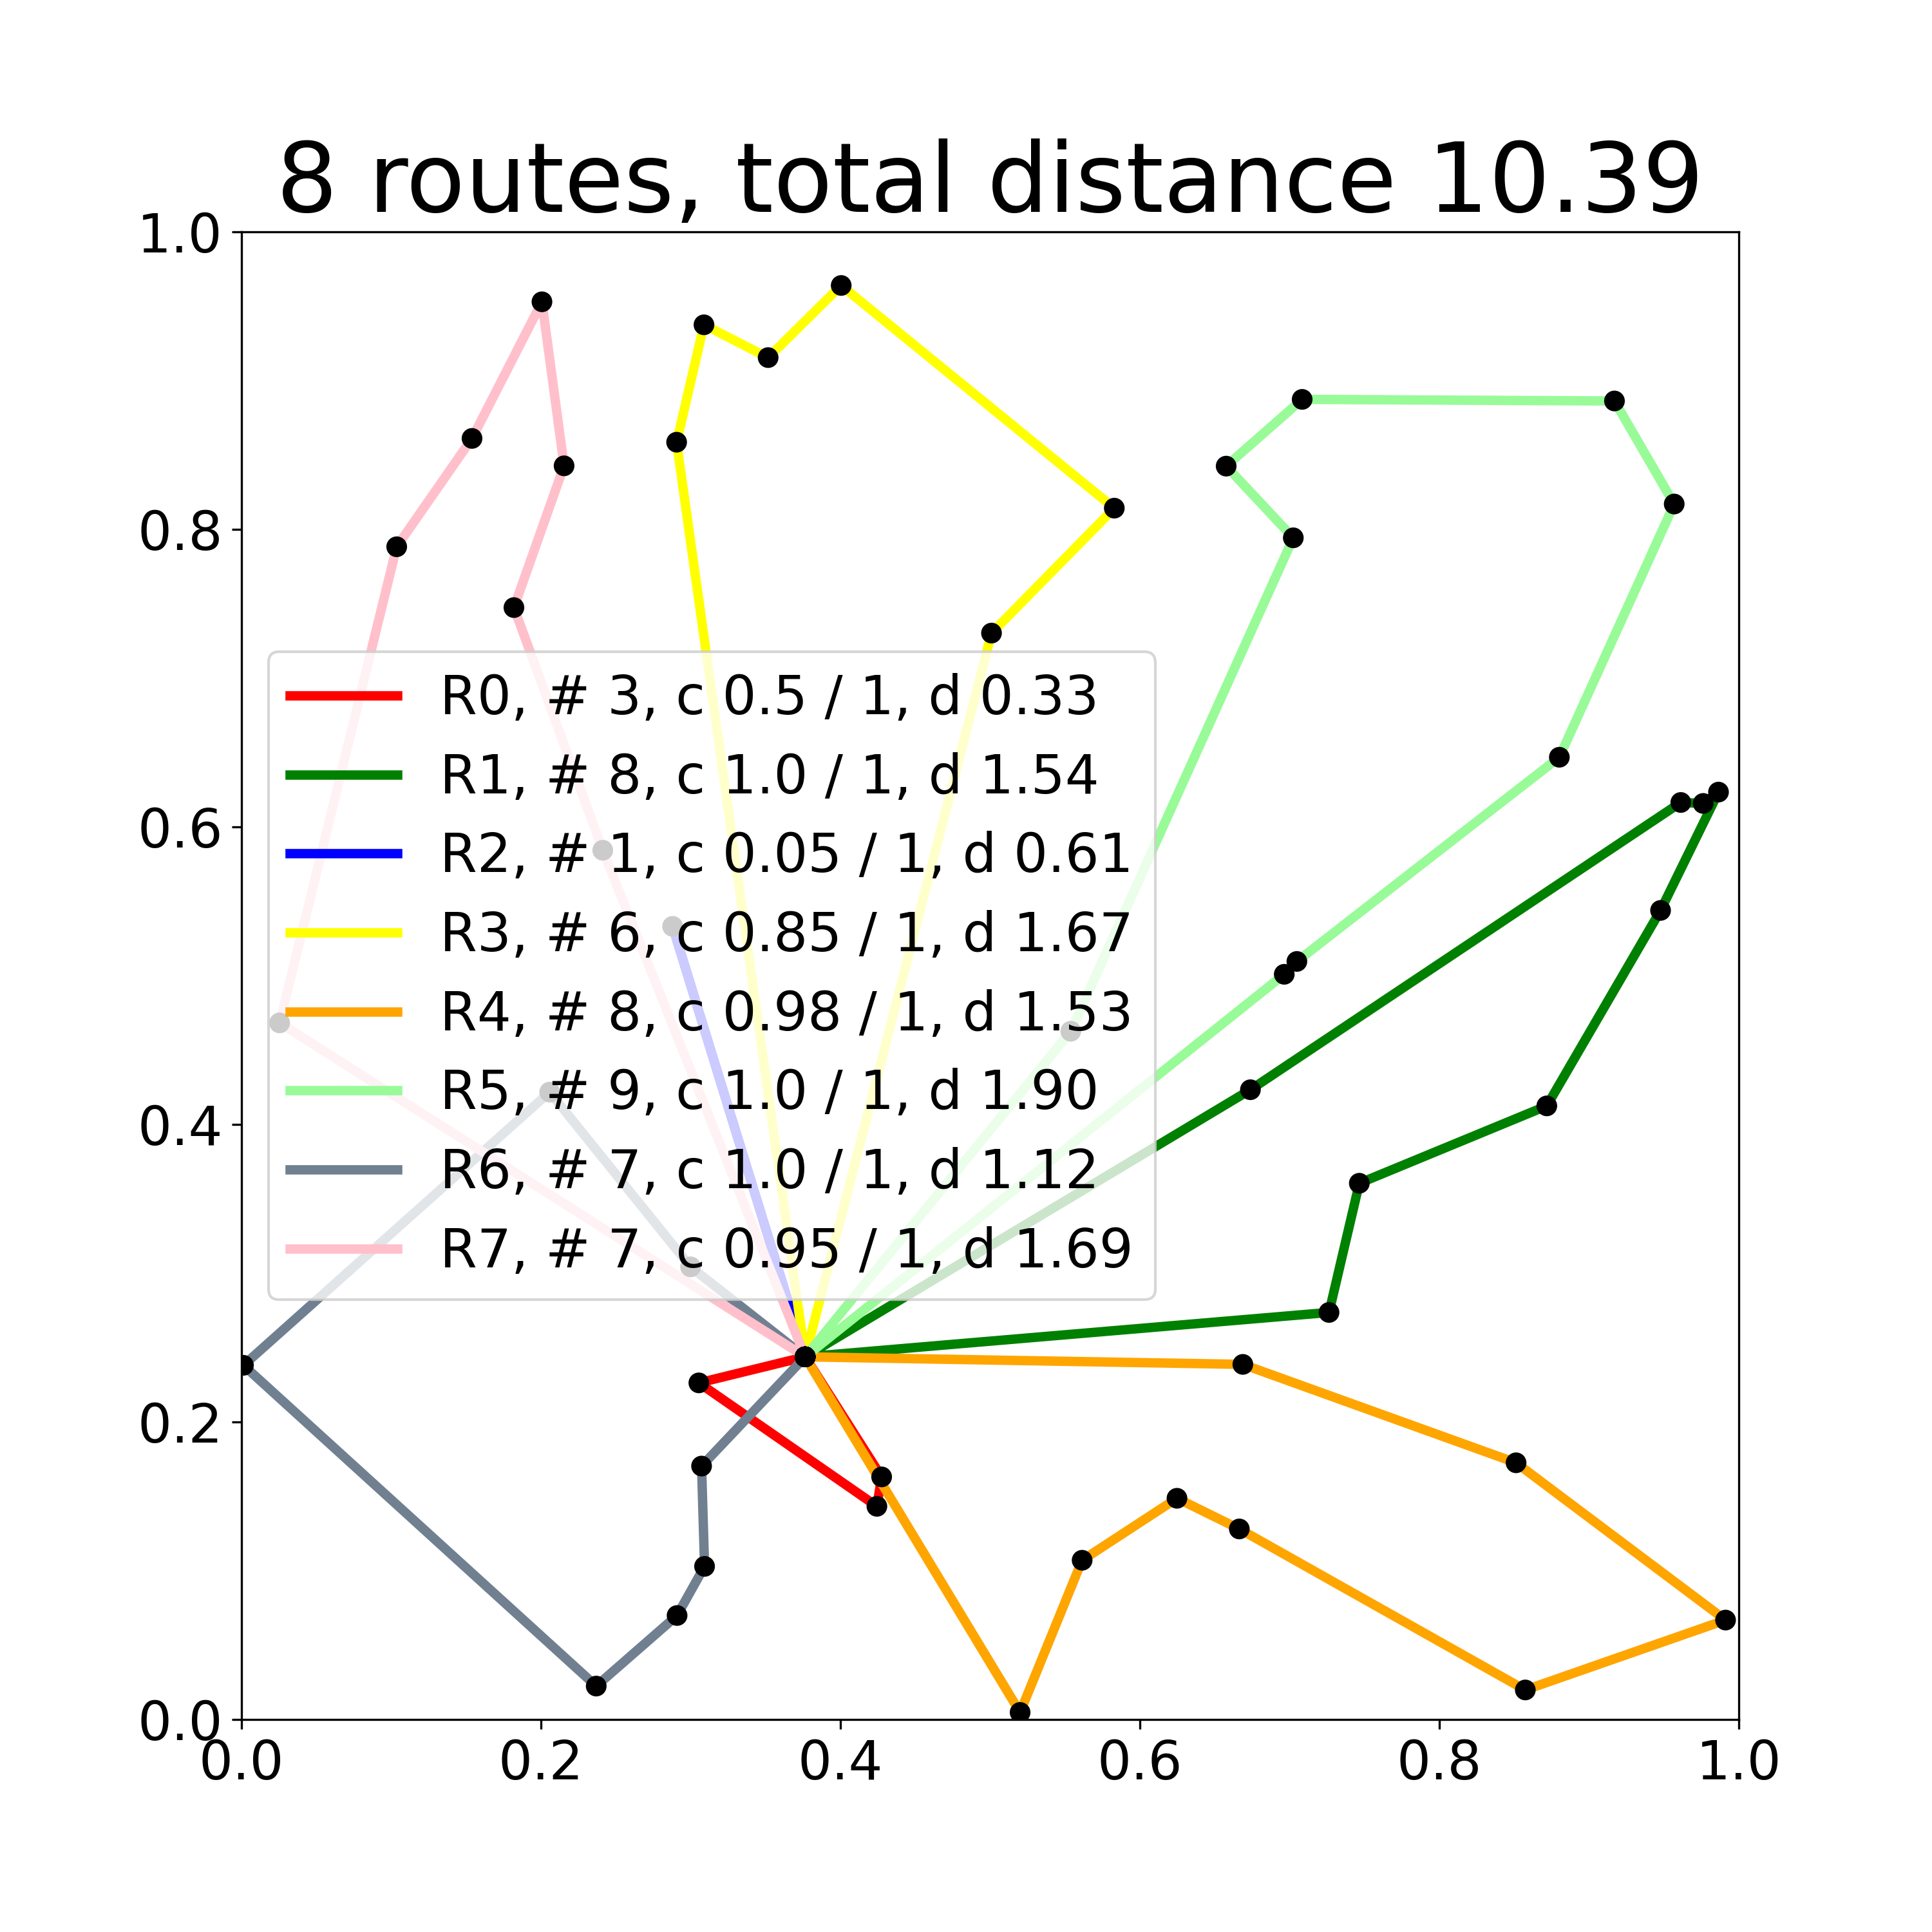 8 routes, total distance 10.39
1.0
0.8
0.6
0.4
0.2
0.0
R0, # 3, c 0.5 / 1, d 0.33
R1, # 8, c 1.0 / 1, d 1.54
R2, # 1, c 0.05 / 1, d 0.61
R3, # 6, c 0.85 / 1, d 1.67
R4, # 8, c 0.98 / 1, d 1.53
R5, # 9, c 1.0 / 1, d 1.90
R6, # 7, c 1.0 / 1, d 1.12
R7, # 7, c 0.95 / 1, d 1.69
0.0 0.2 0.4 0.6 0.8 1.0